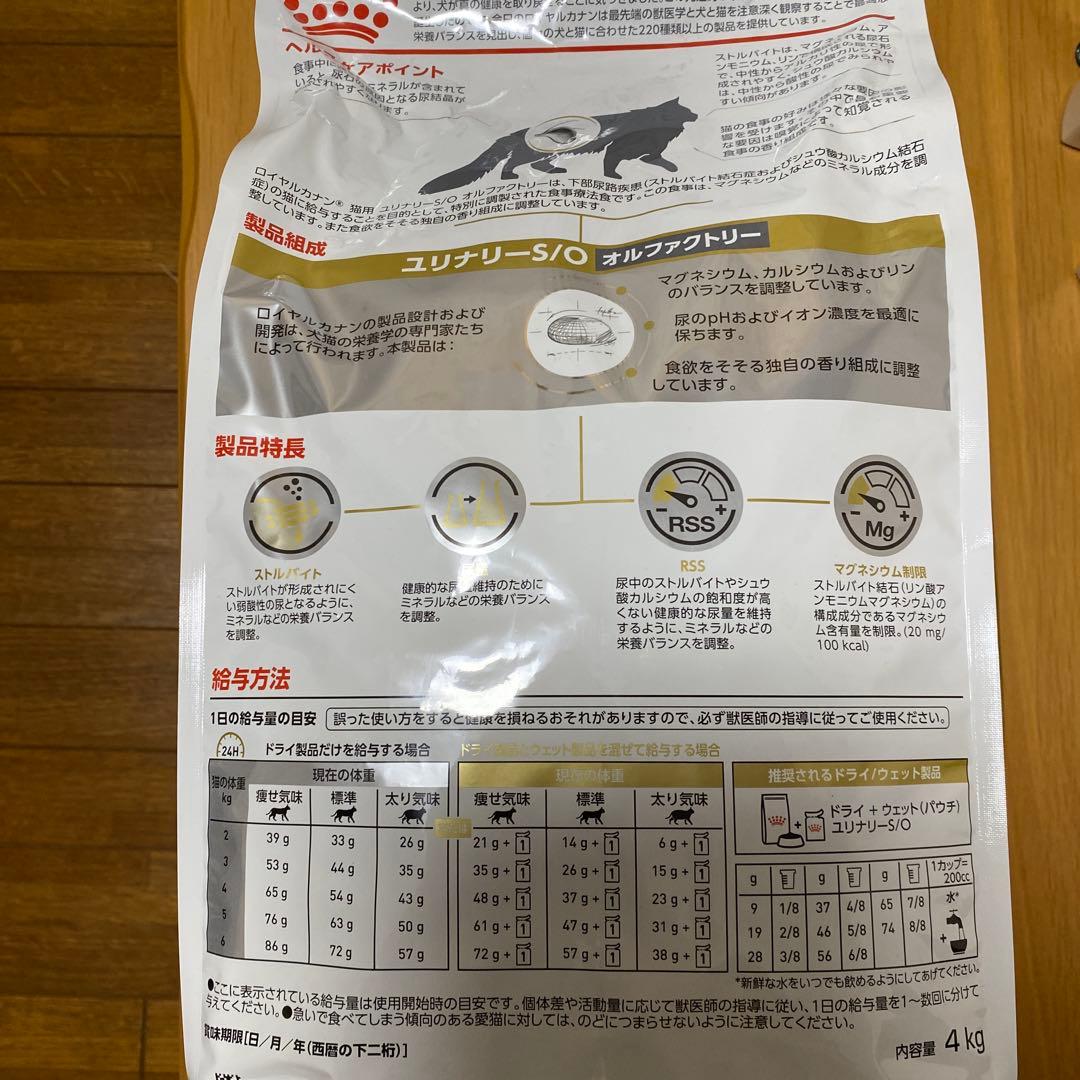 栄養バランスを見出し、個々の犬と猫に合わせた220種類以上の製品を提供しています。
ヘルスケアポイント
食事中に
ミネラルが含まれて
いると、尿石
因となる尿結晶が
ストルバイトは、マグネシウム、ア
ンモニウム、リンで
成されやすく
で、中性から
は、中性から
すい傾向があります。
猫の食事の好みは
響を受けます
な要因は嗅覚に
って知覚される
食事の香り
ロイヤルカナン® 猫用 ユリナリーS/O オルファクトリーは、下部尿路疾患(ストルバイト結石症およびシュウ酸カルシウム結石
症)の猫に給与することを目的として、特別に調製された食事療法食です。この食事は、マグネシウムなどのミネラル成分を調
整しています。また食欲をそそる独自の香り組成に調整しています。
製品組成
ユリナリーS/O オルファクトリー
ロイヤルカナンの製品設計および
開発は、犬猫の栄養学の専門家たち
によって行われます。本製品は:
マグネシウム、カルシウムおよびリン
のバランスを調整しています。
尿のpHおよびイオン濃度を最適に
保ちます。
食欲をそそる独自の香り組成に調整
しています。
製品特長
RSS
- +
Mg
- +
ストルバイト
ストルバイトが形成されにく
い弱酸性の尿となるように、
ミネラルなどの栄養バランス
を調整。
健康的な尿量維持のために
ミネラルなどの栄養バランス
を調整。
RSS
尿中のストルバイトやシュウ
酸カルシウムの飽和度が高
くない健康的な尿量を維持
するように、ミネラルなどの
栄養バランスを調整。
マグネシウム制限
ストルバイト結石(リン酸ア
ンモニウムマグネシウム)の
構成成分であるマグネシウ
ム含有量を制限。(20 mg/
100 kcal)
給与方法
1日の給与量の目安 誤った使い方をすると健康を損ねるおそれがありますので、必ず獣医師の指導に従ってご使用ください。
24H ドライ製品だけを給与する場合 ドライ製品とウェット製品を混ぜて給与する場合
猫の体重 kg 現在の体重 現在の体重 推奨されるドライ/ウェット製品
痩せ気味 標準 太り気味 痩せ気味 標準 太り気味
ドライ + ウェット(パウチ)
ユリナリーS/O
2 39 g 33 g 26 g 21 g + 1 14 g + 1 6 g + 1
3 53 g 44 g 35 g 35 g + 1 26 g + 1 15 g + 1
4 65 g 54 g 43 g 48 g + 1 37 g + 1 23 g + 1
5 76 g 63 g 50 g 61 g + 1 47 g + 1 31 g + 1
6 86 g 72 g 57 g 72 g + 1 57 g + 1 38 g + 1
g g g 1カップ= 200cc
9 1/8 37 4/8 65 7/8 水*
19 2/8 46 5/8 74 8/8 +
28 3/8 56 6/8
*新鮮な水をいつでも飲めるようにしてあげてください。
●ここに表示されている給与量は使用開始時の目安です。個体差や活動量に応じて獣医師の指導に従い、1日の給与量を1~数回に分けて
与えてください。●急いで食べてしまう傾向のある愛猫に対しては、のどにつまらせないように注意してください。
賞味期限[日/月/年(西暦の下二桁)]
内容量 4 kg